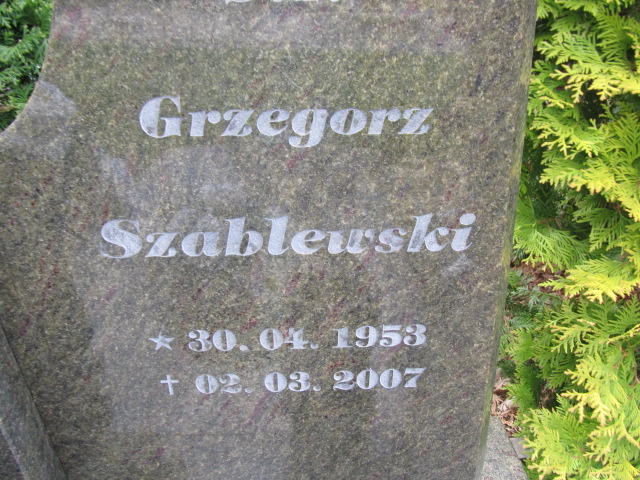 Grzegorz
Szablewski
★ 30. 04. 1953
✝ 02. 03. 2007